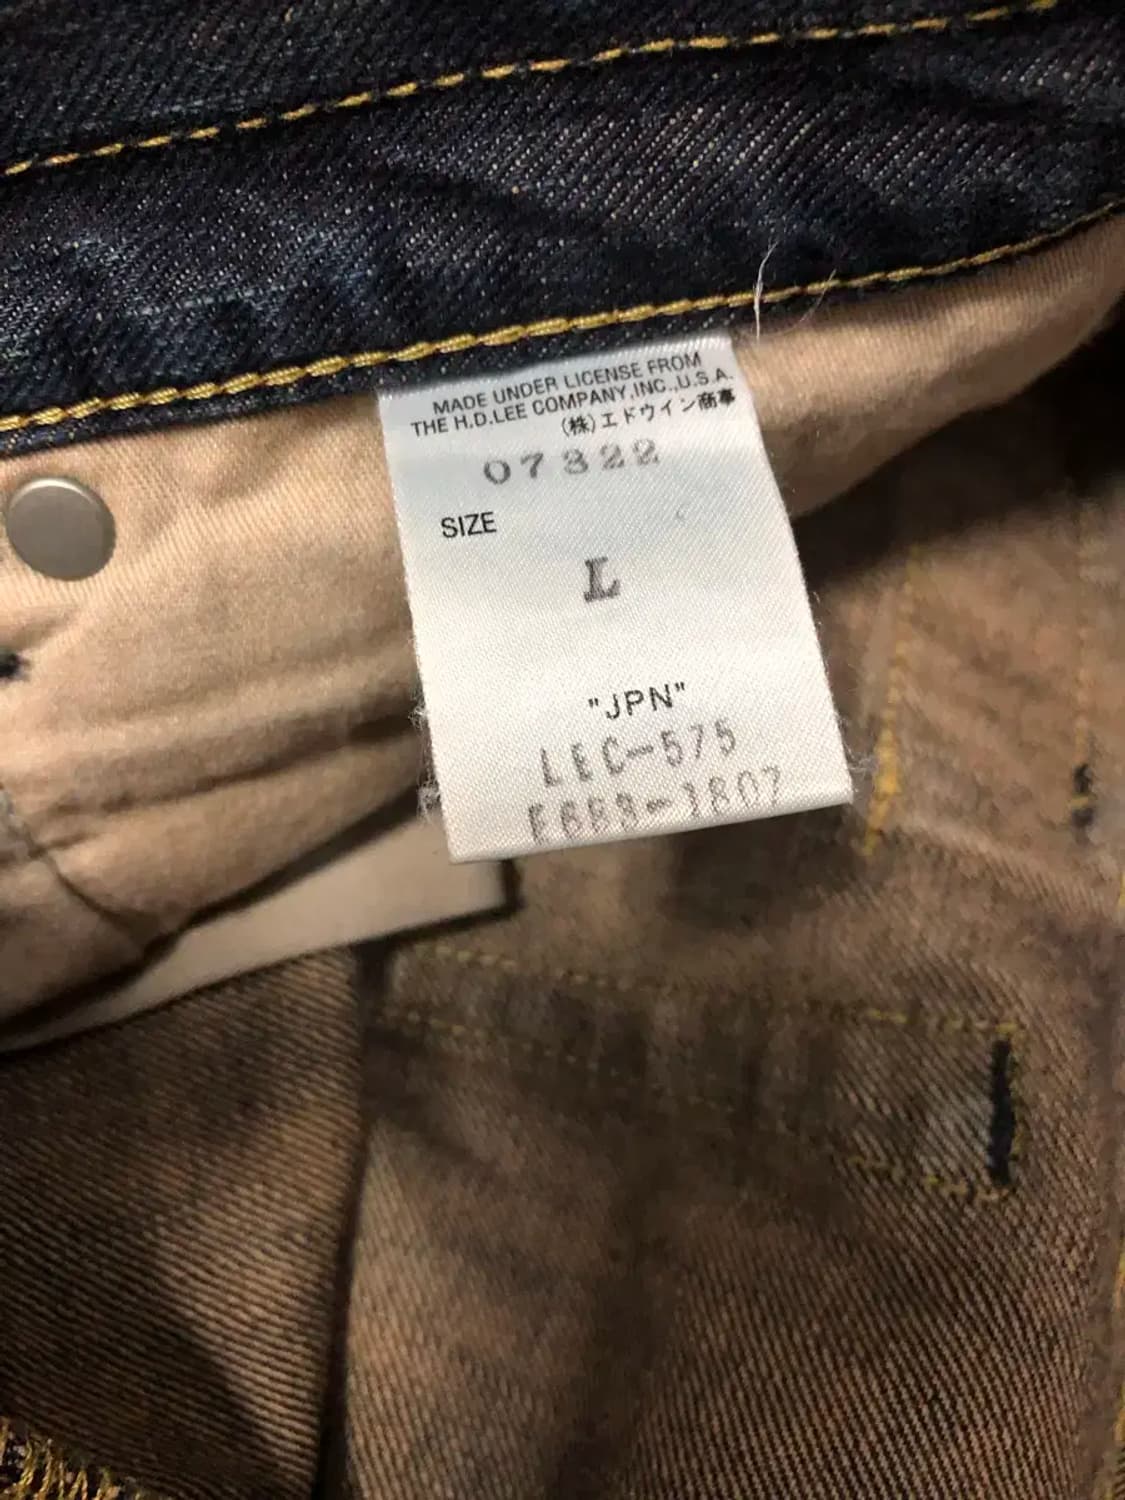 MADE UNDER LICENSE FROM
THE H.D.LEE COMPANY,INC.,U.S.A.
(株)エドウイン商事
07322
SIZE
L
"JPN"
LEC-575